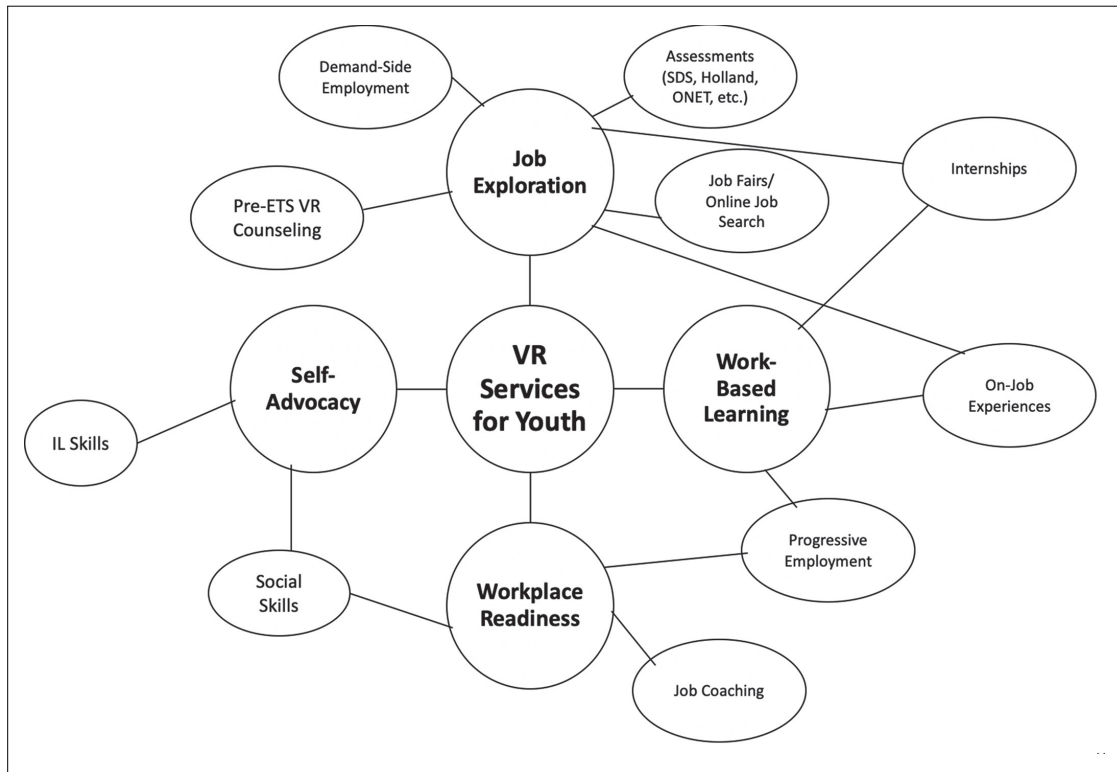 Demand-Side
Employment
Assessments
(SDS, Holland,
ONET, etc.)
Job
Exploration
Internships
Pre-ETS VR
Counseling
Job Fairs/
Online Job
Search
Self-
Advocacy
VR
Services
for Youth
Work-
Based
Learning
On-Job
Experiences
IL Skills
Progressive
Employment
Social
Skills
Workplace
Readiness
Job Coaching